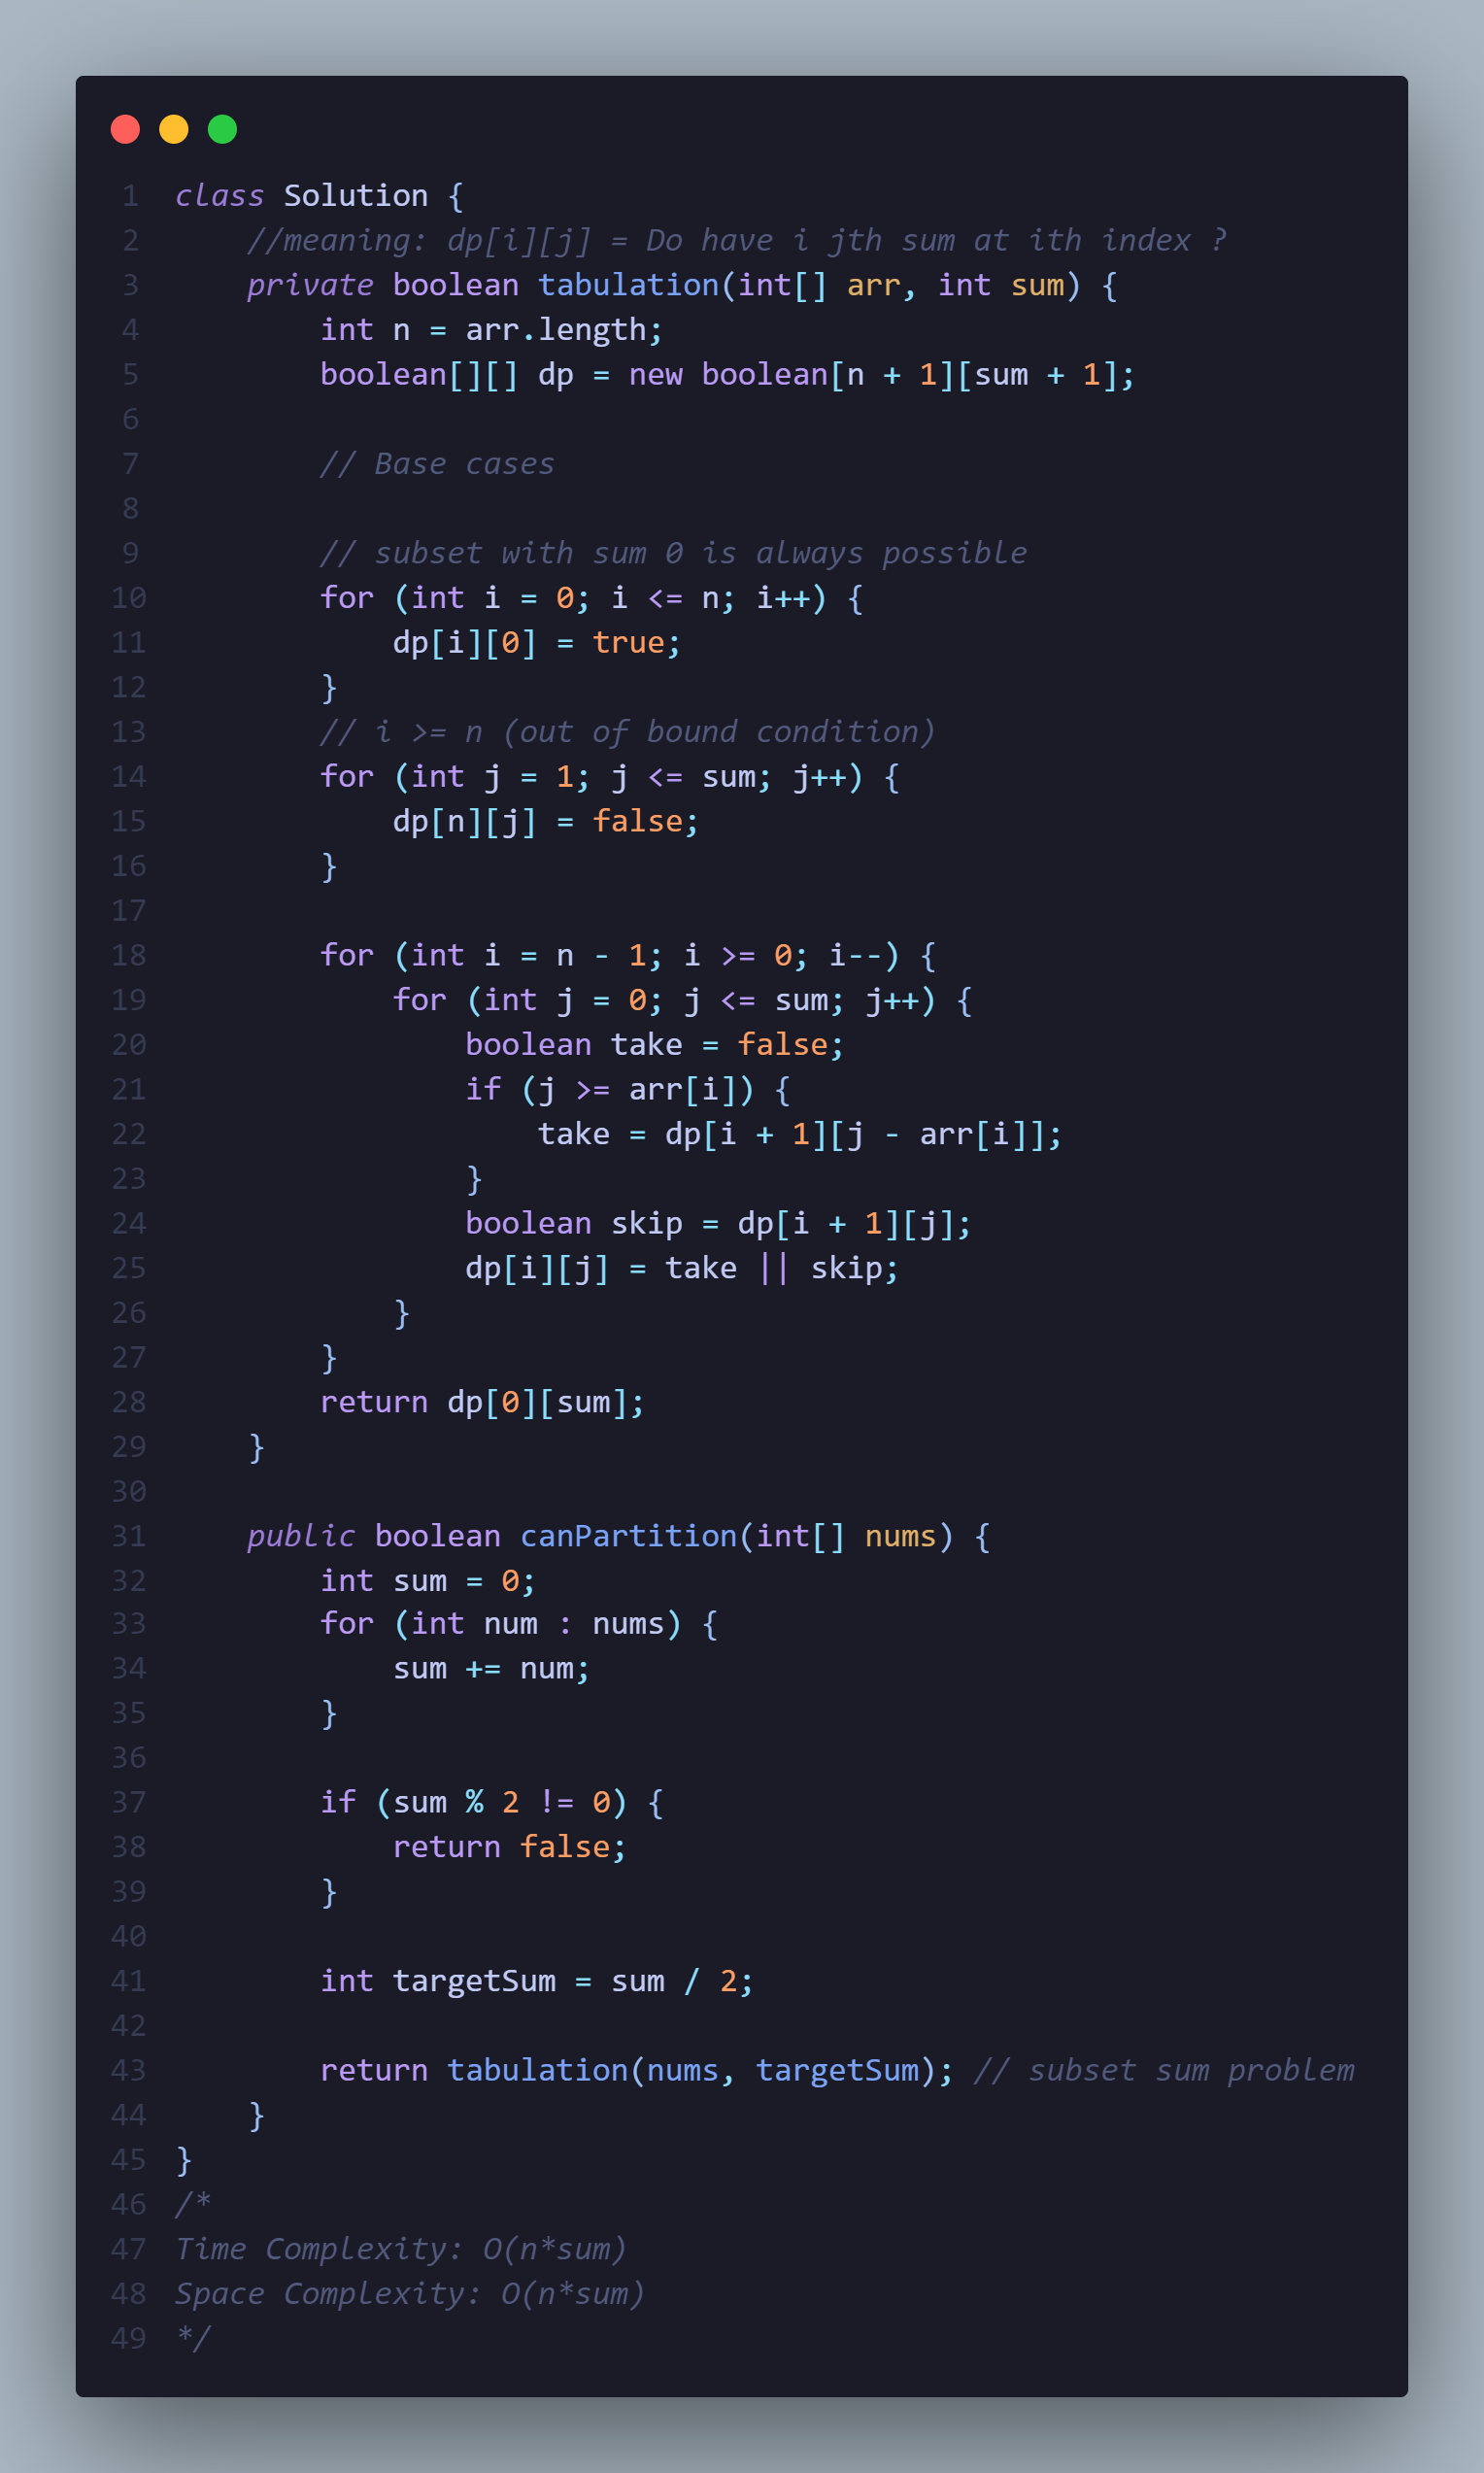 1 class Solution {
2     //meaning: dp[i][j] = Do have i jth sum at ith index ?
3     private boolean tabulation(int[] arr, int sum) {
4         int n = arr.length;
5         boolean[][] dp = new boolean[n + 1][sum + 1];
6
7         // Base cases
8
9         // subset with sum 0 is always possible
10         for (int i = 0; i <= n; i++) {
11             dp[i][0] = true;
12         }
13         // i >= n (out of bound condition)
14         for (int j = 1; j <= sum; j++) {
15             dp[n][j] = false;
16         }
17
18         for (int i = n - 1; i >= 0; i--) {
19             for (int j = 0; j <= sum; j++) {
20                 boolean take = false;
21                 if (j >= arr[i]) {
22                     take = dp[i + 1][j - arr[i]];
23                 }
24                 boolean skip = dp[i + 1][j];
25                 dp[i][j] = take || skip;
26             }
27         }
28         return dp[0][sum];
29     }
30
31     public boolean canPartition(int[] nums) {
32         int sum = 0;
33         for (int num : nums) {
34             sum += num;
35         }
36
37         if (sum % 2 != 0) {
38             return false;
39         }
40
41         int targetSum = sum / 2;
42
43         return tabulation(nums, targetSum); // subset sum problem
44     }
45 }
46 /*
47 Time Complexity: O(n*sum)
48 Space Complexity: O(n*sum)
49 */